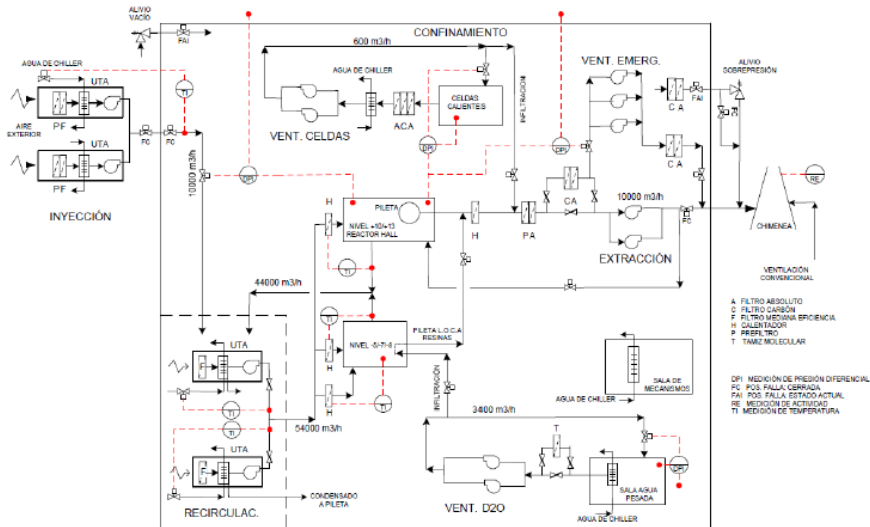 ALIVIO
VACÍO
FAI
CONFINAMIENTO
600 m3/h
VENT. EMERG.
ALIVIO
SOBREPRESIÓN
AGUA DE CHILLER
UTA
TI
AIRE
EXTERIOR
PF
FC
FC
UTA
PF
INYECCIÓN
10000 m3/h
AGUA DE CHILLER
VENT. CELDAS
ACA
CELDAS
CALIENTES
DPI
DPI
DPI
INFILTRACION
C A
FAI
C A
CA
RE
CHIMENEA
VENTILACIÓN
CONVENCIONAL
H
PILETA
NIVEL +10/+13
REACTOR HALL
TI
H
PA
10000 m3/h
EXTRACCIÓN
FC
44000 m3/h
TI
H
NIVEL -5/-7/-8
PILETA L.O.C.A
RESINAS
H
TI
54000 m3/h
UTA
F
TI
TI
UTA
F
RECIRCULAC.
CONDENSADO
A PILETA
INFILTRACIÓN
3400 m3/h
T
VENT. D2O
SALA AGUA
PESADA
AGUA DE CHILLER
DPI
SALA DE
MECANISMOS
AGUA DE CHILLER
A FILTRO ABSOLUTO
C FILTRO CARBÓN
F FILTRO MEDIANA EFICIENCIA
H CALENTADOR
P PREFILTRO
T TAMIZ MOLECULAR
DPI MEDICIÓN DE PRESIÓN DIFERENCIAL
FC POS. FALLA: CERRADA
FAI POS. FALLA: ESTADO ACTUAL
RE MEDICIÓN DE ACTIVIDAD
TI MEDICIÓN DE TEMPERATURA